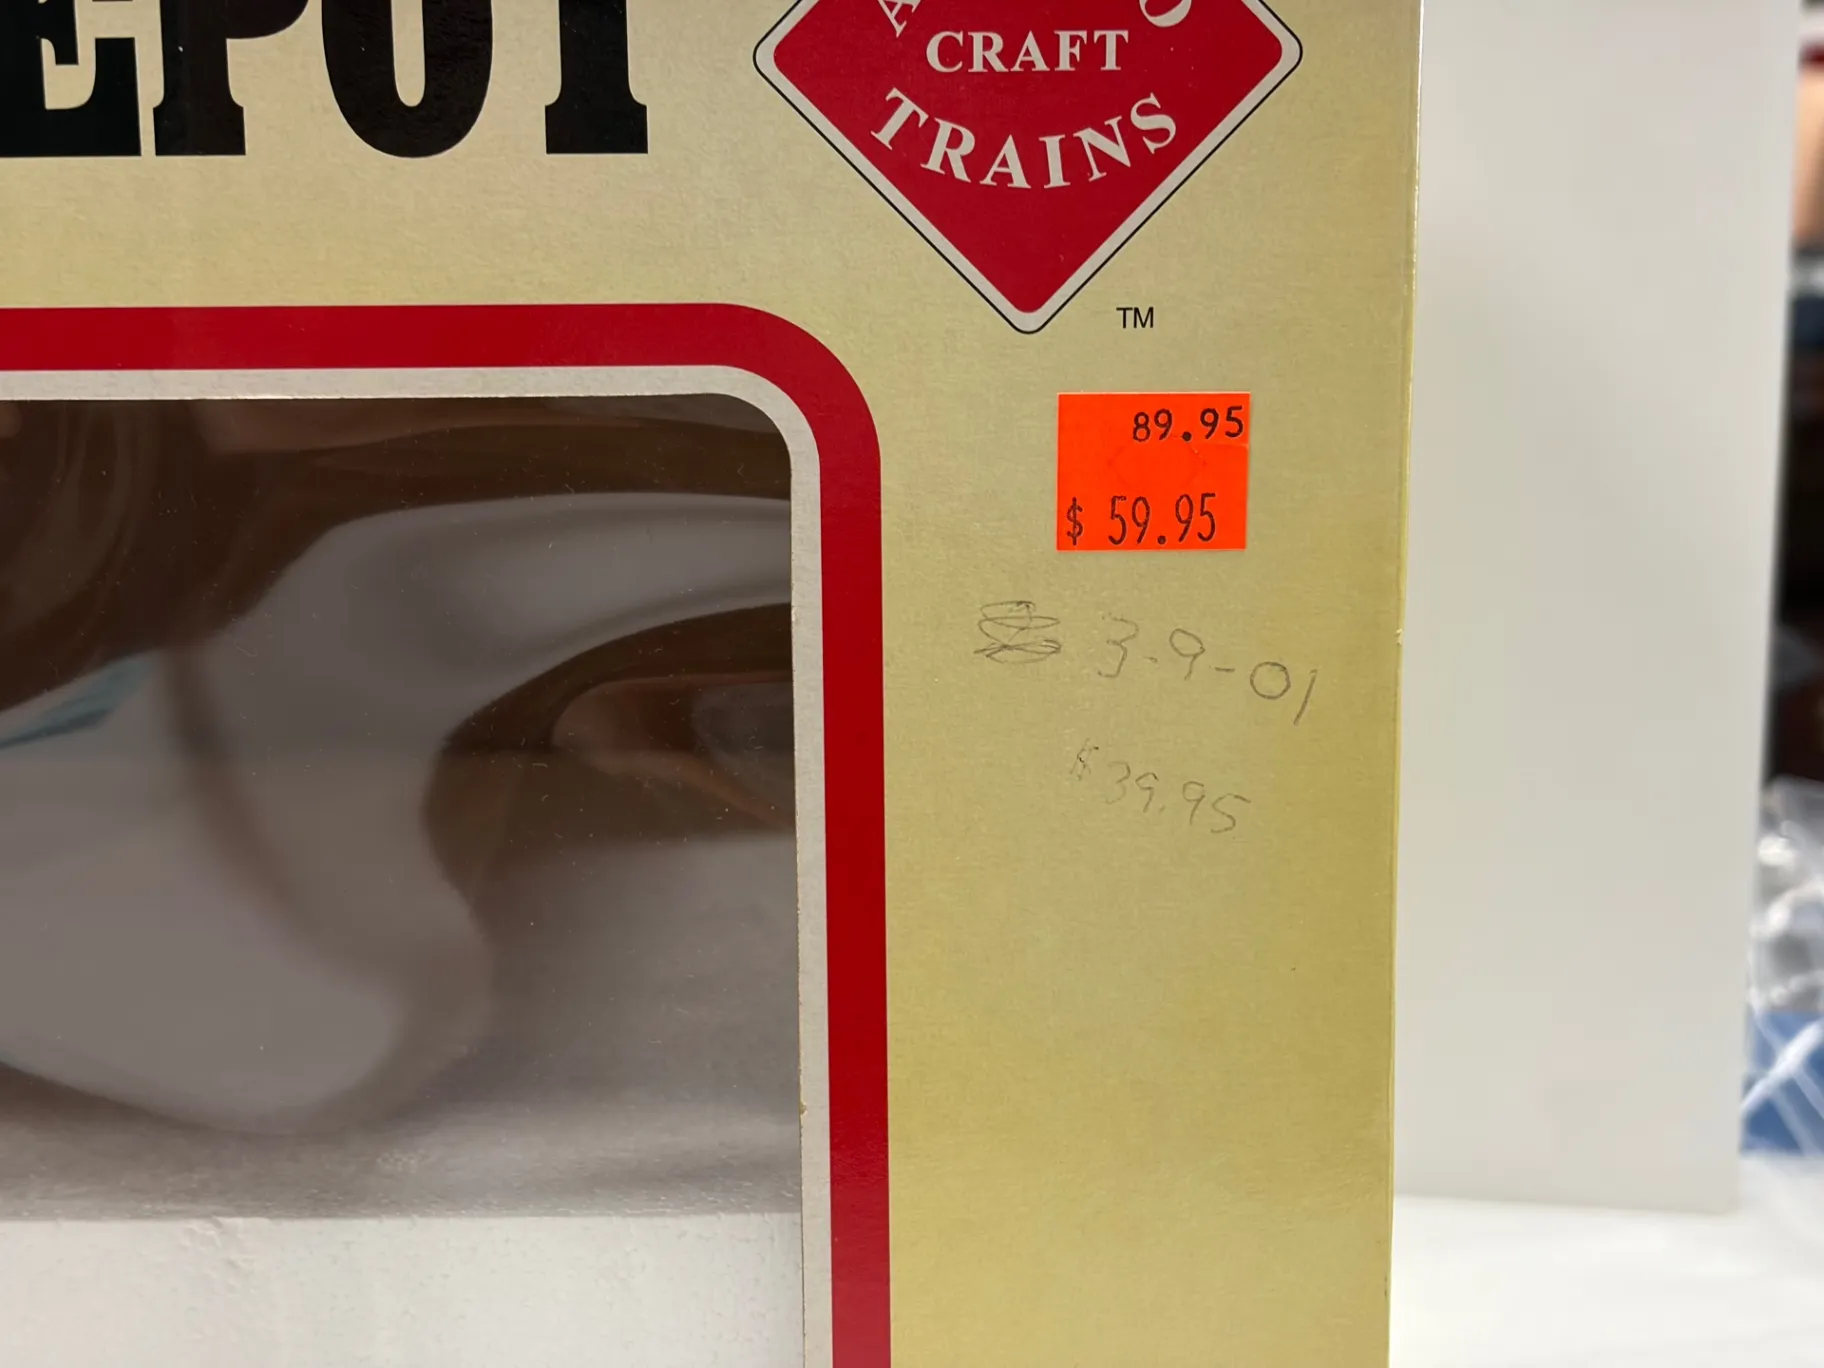 EPOT
CRAFT
TRAINS
TM
89.95
$ 59.95
3-9-01
$39.95